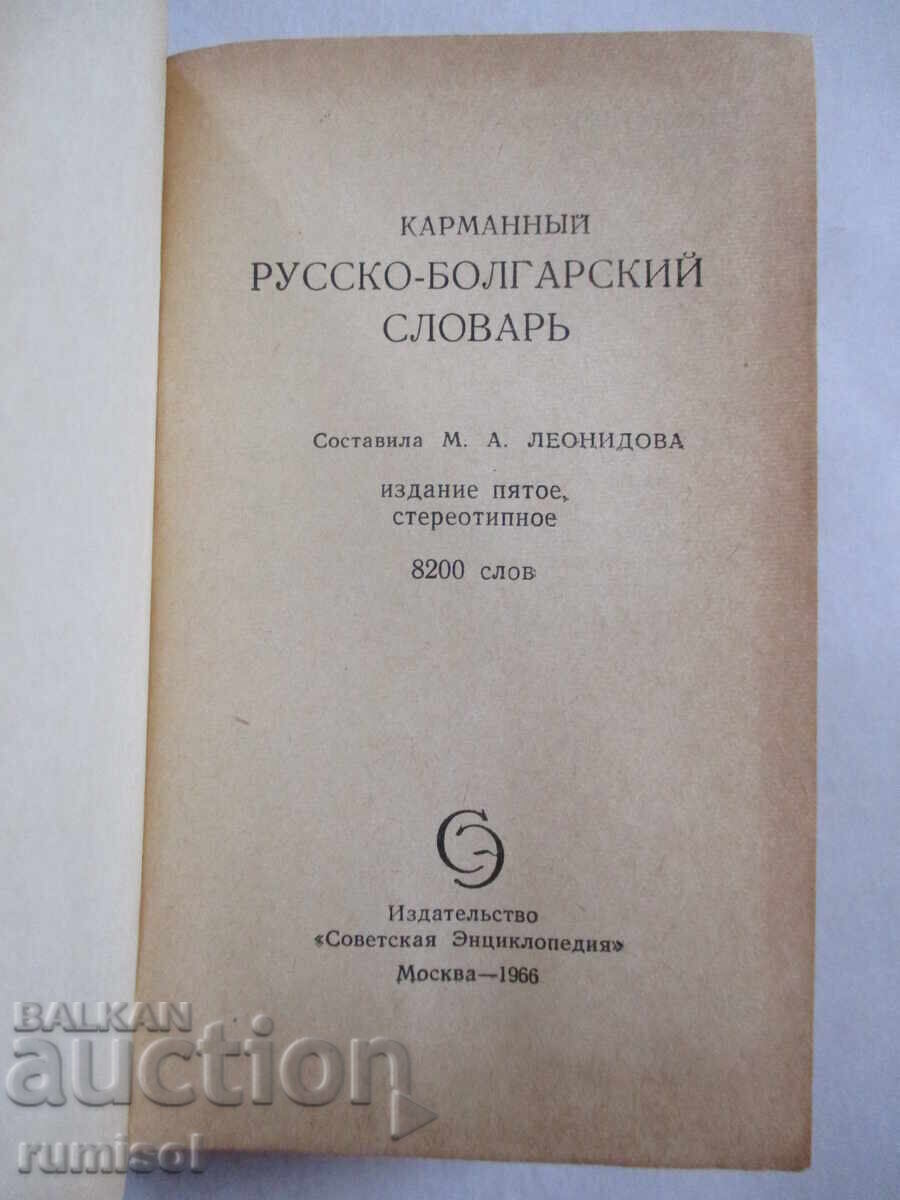 КАРМАННЫЙ
РУССКО-БОЛГАРСКИЙ
СЛОВАРЬ
Составила М. А. ЛЕОНИДОВА
издание пятое,
стереотипное
8200 слов
СЭ
Издательство
«Советская Энциклопедия»
Москва—1966
BALKAN
auction
rumisol